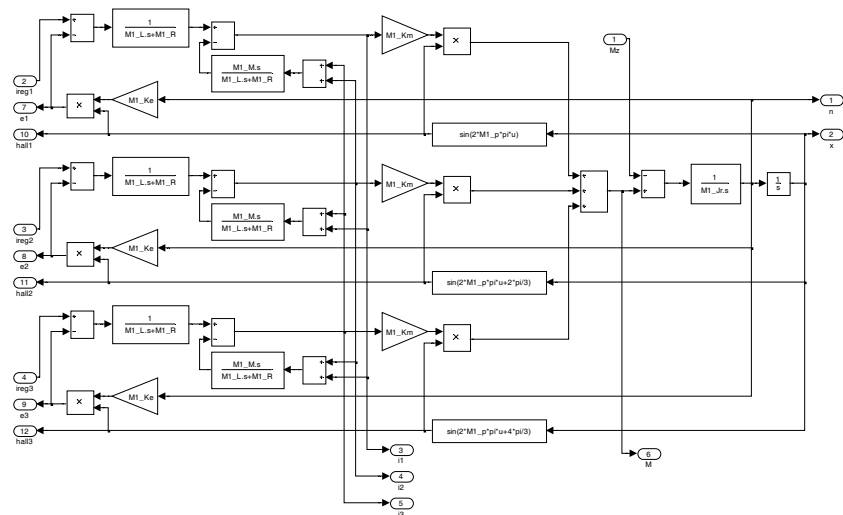 1
M1_L.s+M1_R
M1_M.s
M1_L.s+M1_R
M1_Km
×
1
Mz
2
ireg1
7
e1
×
M1_Ke
1
n
10
hall1
sin(2*M1_p*pi*u)
2
x
1
M1_L.s+M1_R
M1_M.s
M1_L.s+M1_R
M1_Km
×
1
M1_Jr.s
1
s
3
ireg2
8
e2
×
M1_Ke
11
hall2
sin(2*M1_p*pi*u+2*pi/3)
1
M1_L.s+M1_R
M1_M.s
M1_L.s+M1_R
M1_Km
×
4
ireg3
9
e3
×
M1_Ke
12
hall3
sin(2*M1_p*pi*u+4*pi/3)
3
i1
6
M
4
i2
5
i3